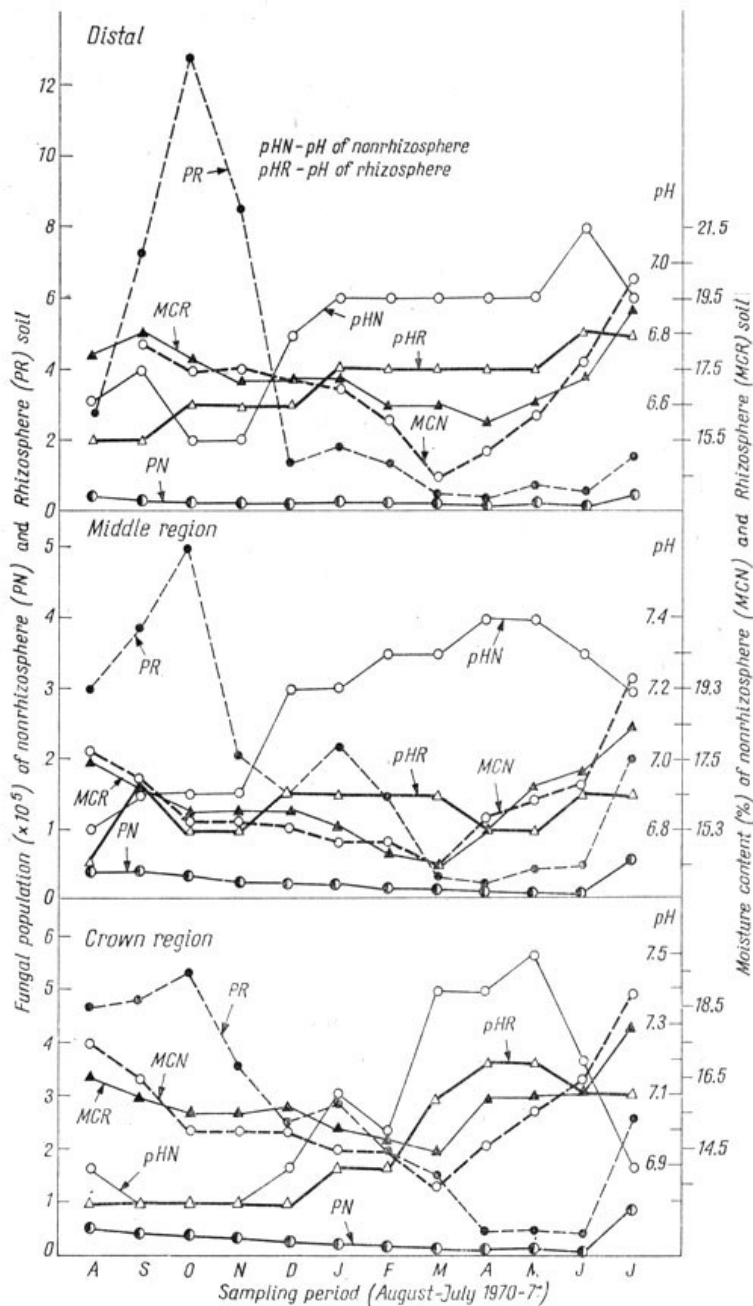 Distal
12
10
8
6
4
2
0
pHN-pH of nonrhizosphere
pHR-pH of rhizosphere
PR
MCR
pHN
pHR
MCN
PN
pH
7.0
6.8
6.6
21.5
19.5
17.5
15.5
Middle region
5
4
3
2
1
0
PR
pHN
MCR
pHR
MCN
PN
pH
7.4
7.2
7.0
6.8
19.3
17.5
15.3
Crown region
6
5
4
3
2
1
0
PR
MCN
MCR
pHR
pHN
PN
pH
7.5
7.3
7.1
6.9
18.5
16.5
14.5
A S O N D J F M A M J J
Sampling period (August-July 1970-7
Fungal population (×10⁵) of nonrhizosphere (PN) and Rhizosphere (PR) soil
Moisture content (%) of nonrhizosphere (MCN) and Rhizosphere (MCR) soil